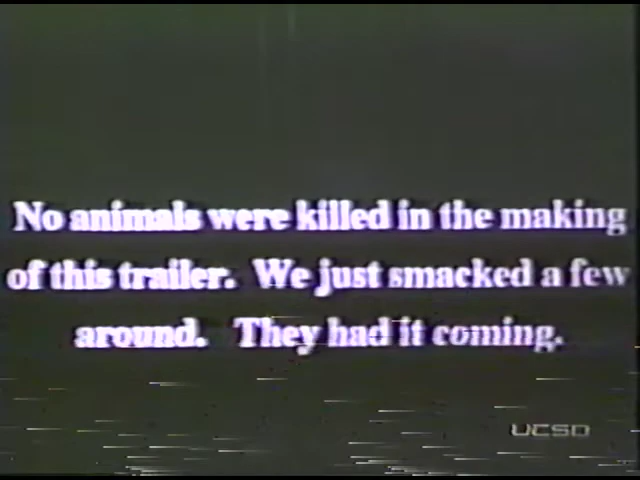 No animals were killed in the making
of this trailer. We just smacked a few
around. They had it coming.
UCSD